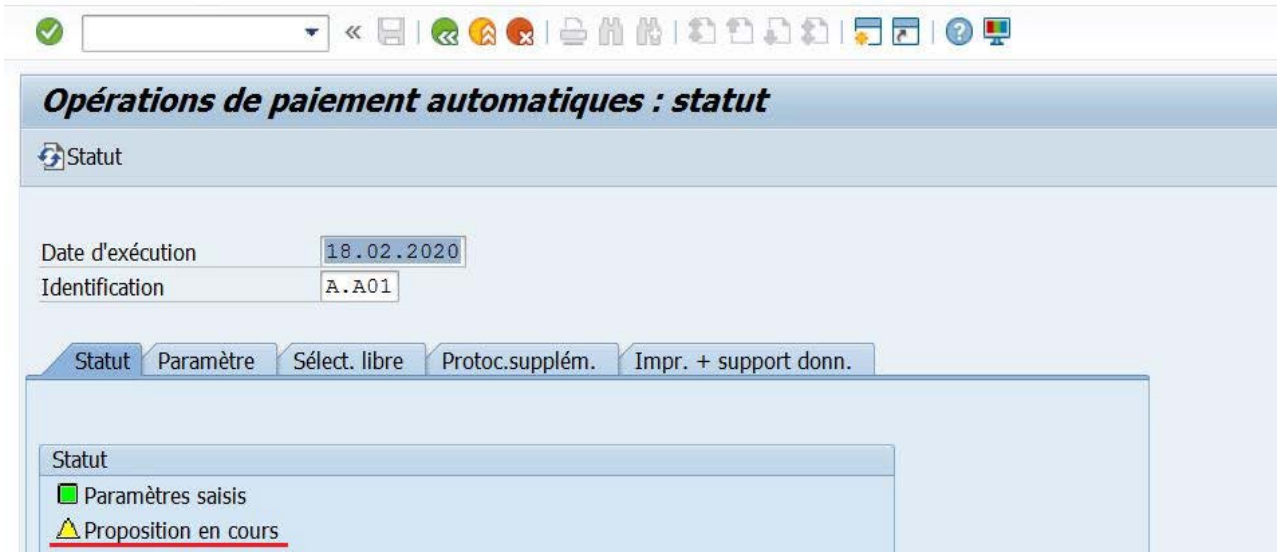 Opérations de paiement automatiques : statut
Statut
Date d'exécution 18.02.2020
Identification A.A01
Statut Paramètre Sélect. libre Protoc.supplém. Impr. + support donn.
Statut
Paramètres saisis
Proposition en cours